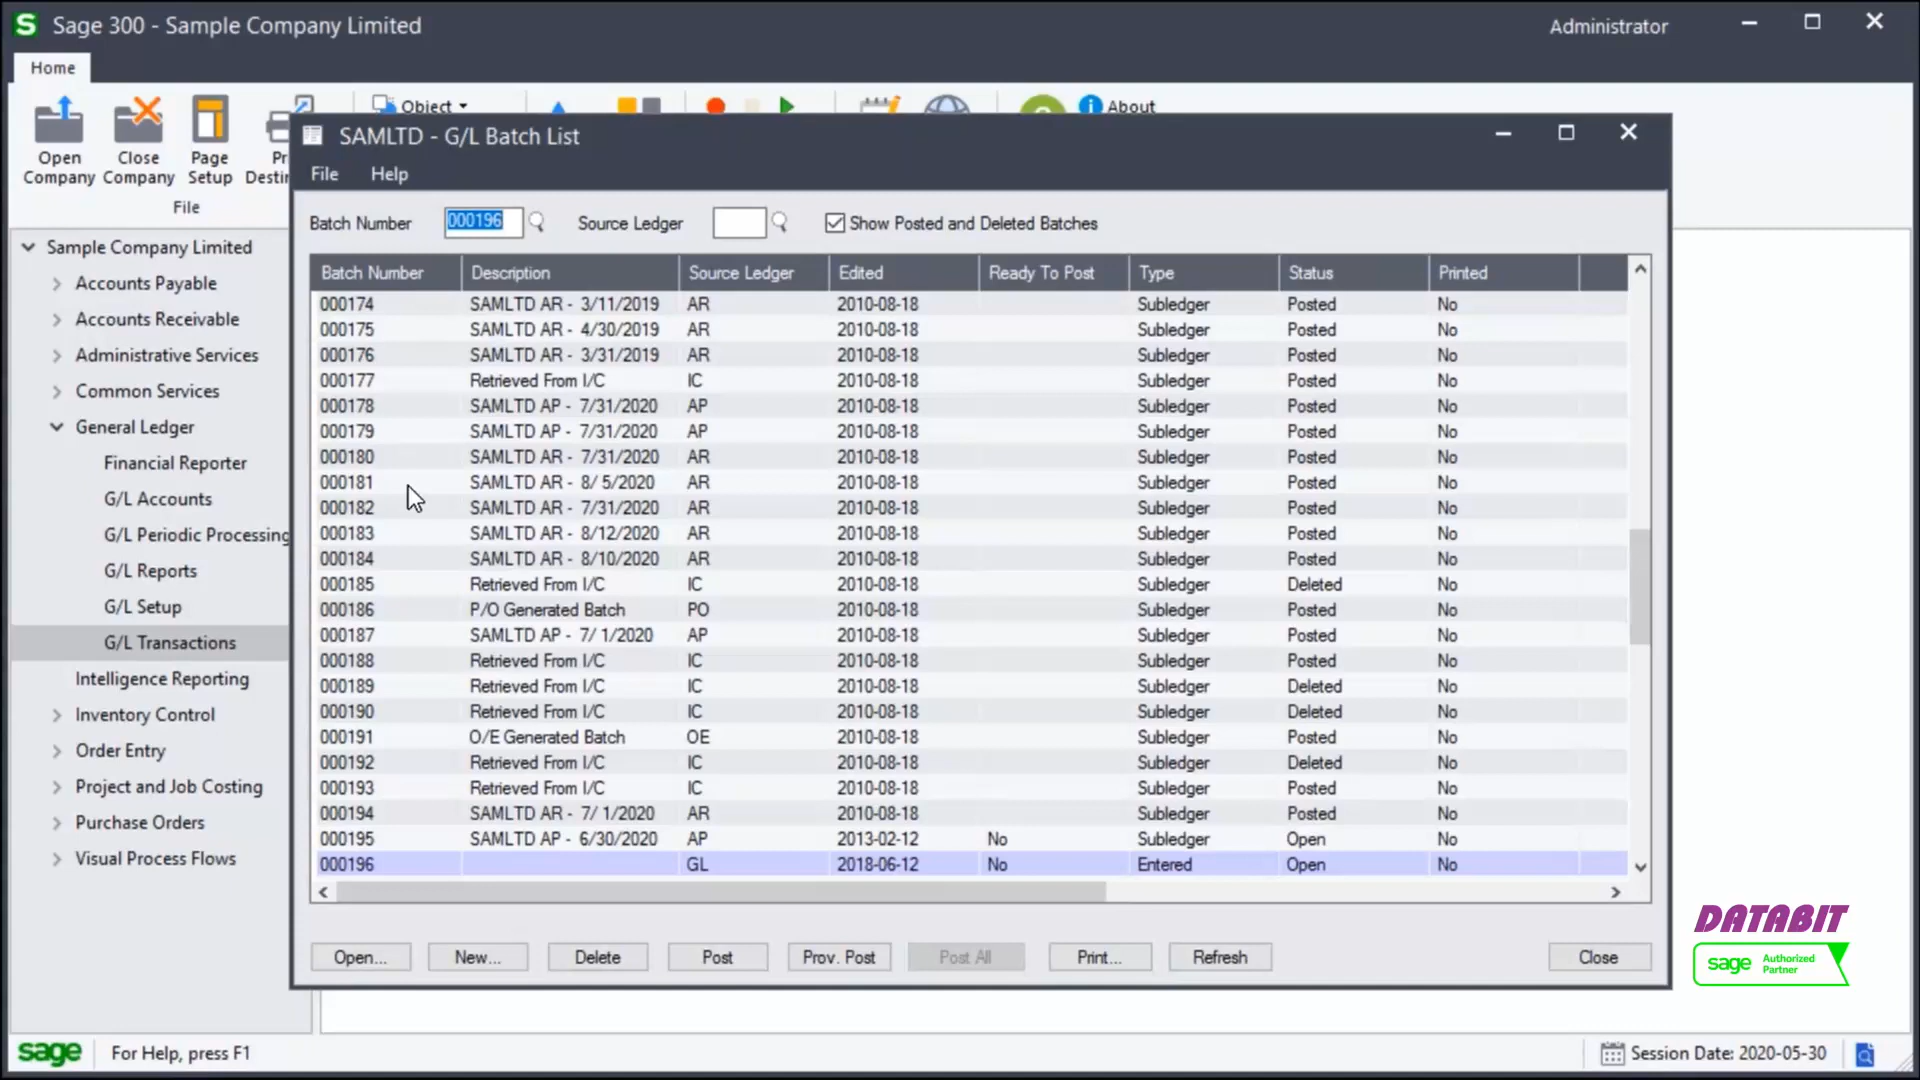 Sage 300 - Sample Company Limited
Administrator
Home
Open Company
Close Company
Page Setup
Object
About
File
SAMLTD - G/L Batch List
File Help
Batch Number 000196 Source Ledger Show Posted and Deleted Batches
Batch Number Description Source Ledger Edited Ready To Post Type Status Printed
000174 SAMLTD AR - 3/11/2019 AR 2010-08-18 Subledger Posted No
000175 SAMLTD AR - 4/30/2019 AR 2010-08-18 Subledger Posted No
000176 SAMLTD AR - 3/31/2019 AR 2010-08-18 Subledger Posted No
000177 Retrieved From I/C IC 2010-08-18 Subledger Posted No
000178 SAMLTD AP - 7/31/2020 AP 2010-08-18 Subledger Posted No
000179 SAMLTD AP - 7/31/2020 AP 2010-08-18 Subledger Posted No
000180 SAMLTD AR - 7/31/2020 AR 2010-08-18 Subledger Posted No
000181 SAMLTD AR - 8/ 5/2020 AR 2010-08-18 Subledger Posted No
000182 SAMLTD AR - 7/31/2020 AR 2010-08-18 Subledger Posted No
000183 SAMLTD AR - 8/12/2020 AR 2010-08-18 Subledger Posted No
000184 SAMLTD AR - 8/10/2020 AR 2010-08-18 Subledger Posted No
000185 Retrieved From I/C IC 2010-08-18 Subledger Deleted No
000186 P/O Generated Batch PO 2010-08-18 Subledger Posted No
000187 SAMLTD AP - 7/ 1/2020 AP 2010-08-18 Subledger Posted No
000188 Retrieved From I/C IC 2010-08-18 Subledger Posted No
000189 Retrieved From I/C IC 2010-08-18 Subledger Deleted No
000190 Retrieved From I/C IC 2010-08-18 Subledger Deleted No
000191 O/E Generated Batch OE 2010-08-18 Subledger Posted No
000192 Retrieved From I/C IC 2010-08-18 Subledger Deleted No
000193 Retrieved From I/C IC 2010-08-18 Subledger Posted No
000194 SAMLTD AR - 7/ 1/2020 AR 2010-08-18 Subledger Posted No
000195 SAMLTD AP - 6/30/2020 AP 2013-02-12 No Subledger Open No
000196 GL 2018-06-12 No Entered Open No
Open... New... Delete Post Prov. Post Post All Print... Refresh Close
Sample Company Limited
Accounts Payable
Accounts Receivable
Administrative Services
Common Services
General Ledger
Financial Reporter
G/L Accounts
G/L Periodic Processing
G/L Reports
G/L Setup
G/L Transactions
Intelligence Reporting
Inventory Control
Order Entry
Project and Job Costing
Purchase Orders
Visual Process Flows
DATABIT
sage Authorized Partner
sage For Help, press F1
Session Date: 2020-05-30